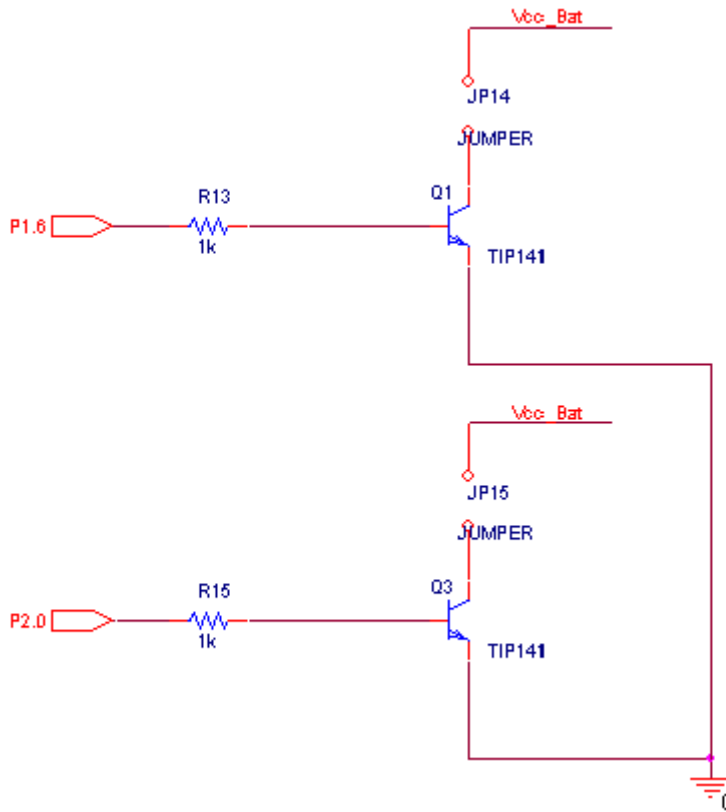 Vcc_Bat
JP14
JUMPER
Q1
R13
P1.6
1k
TIP141
Vcc_Bat
JP15
JUMPER
Q3
R15
P2.0
1k
TIP141